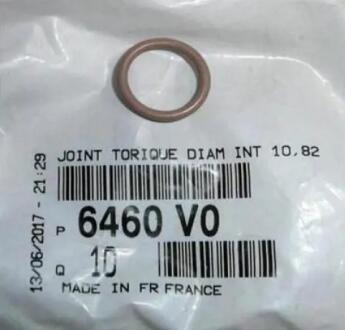 JOINT TORIQUE DIAM INT 10,82
P 6460 V0
Q 10
MADE IN FR FRANCE
13/06/2017 - 21:29